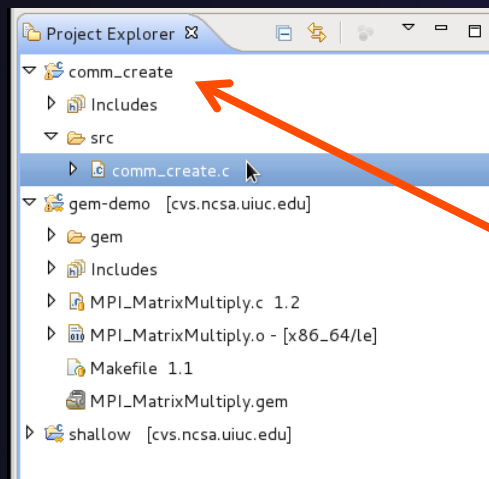 Project Explorer
comm_create
Includes
src
comm_create.c
gem-demo [cvs.ncsa.uiuc.edu]
gem
Includes
MPI_MatrixMultiply.c 1.2
MPI_MatrixMultiply.o - [x86_64/le]
Makefile 1.1
MPI_MatrixMultiply.gem
shallow [cvs.ncsa.uiuc.edu]